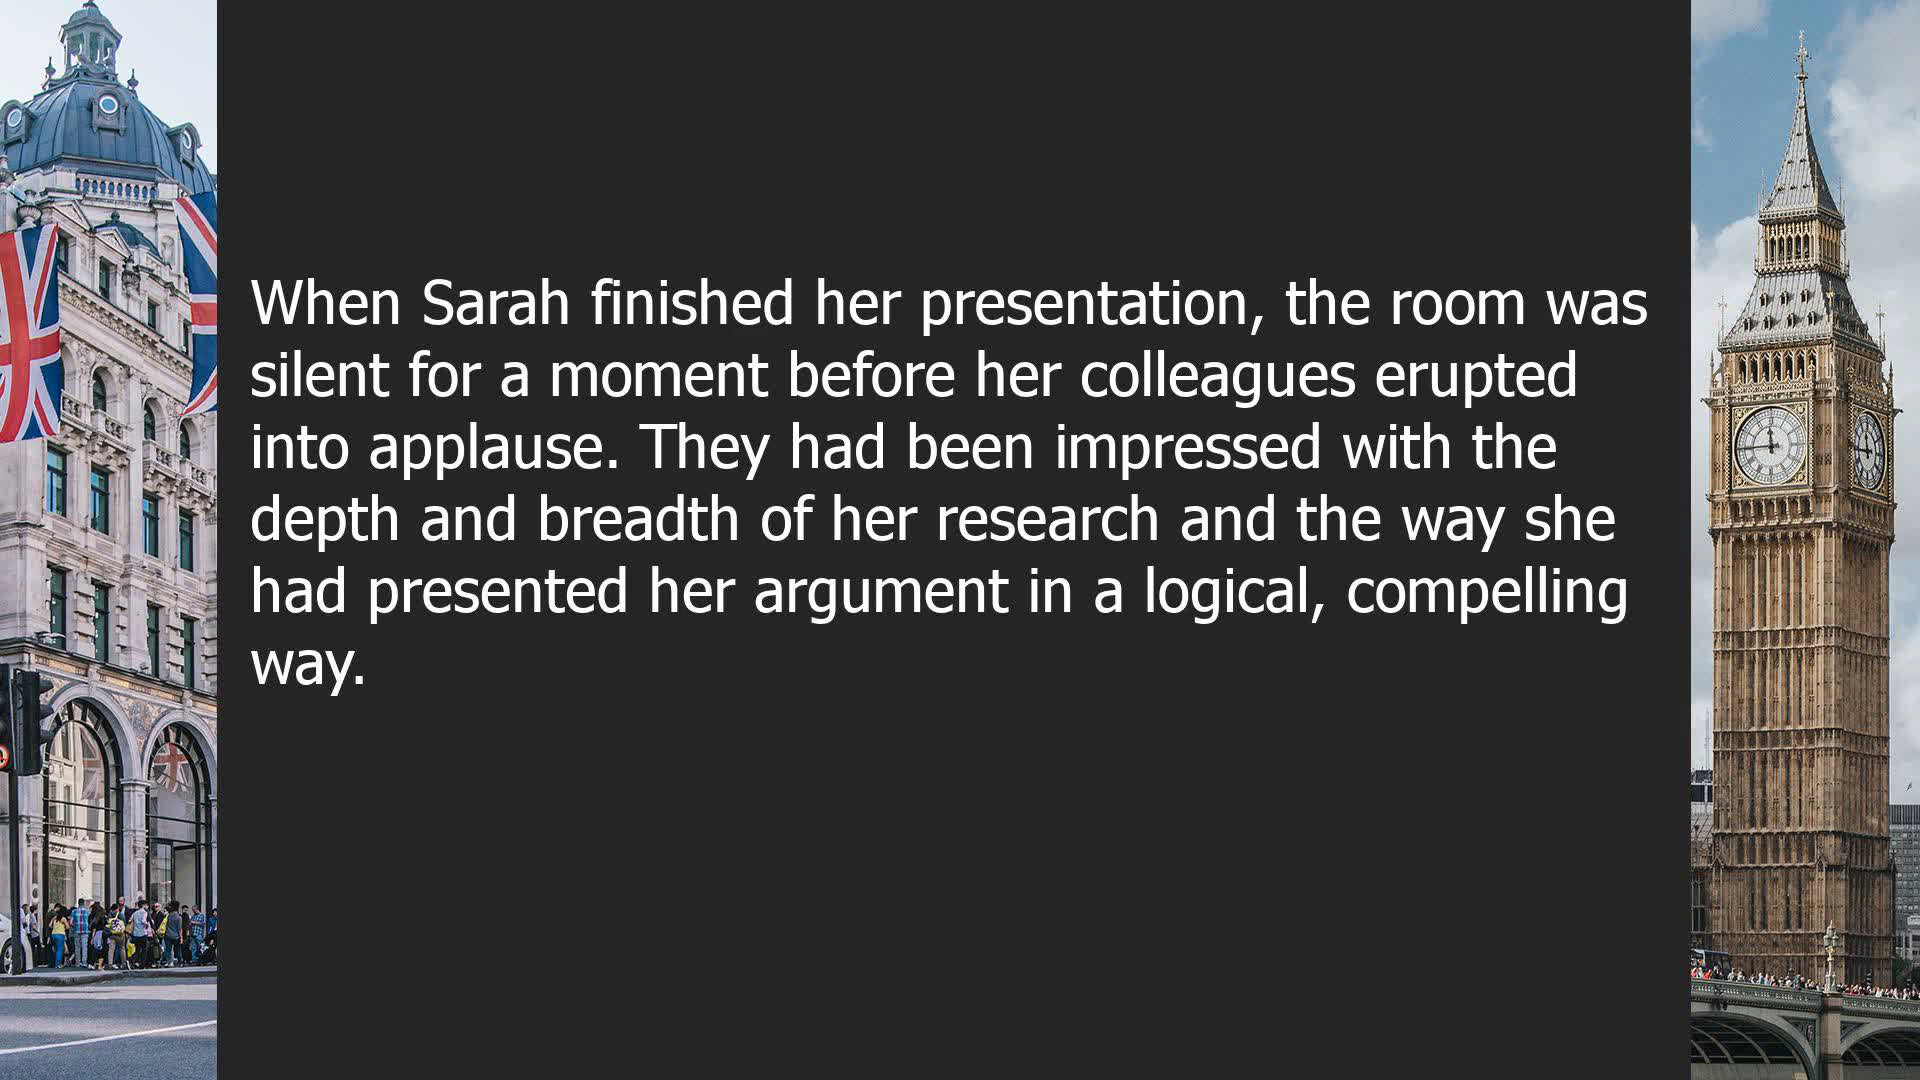 When Sarah finished her presentation, the room was
silent for a moment before her colleagues erupted
into applause. They had been impressed with the
depth and breadth of her research and the way she
had presented her argument in a logical, compelling
way.